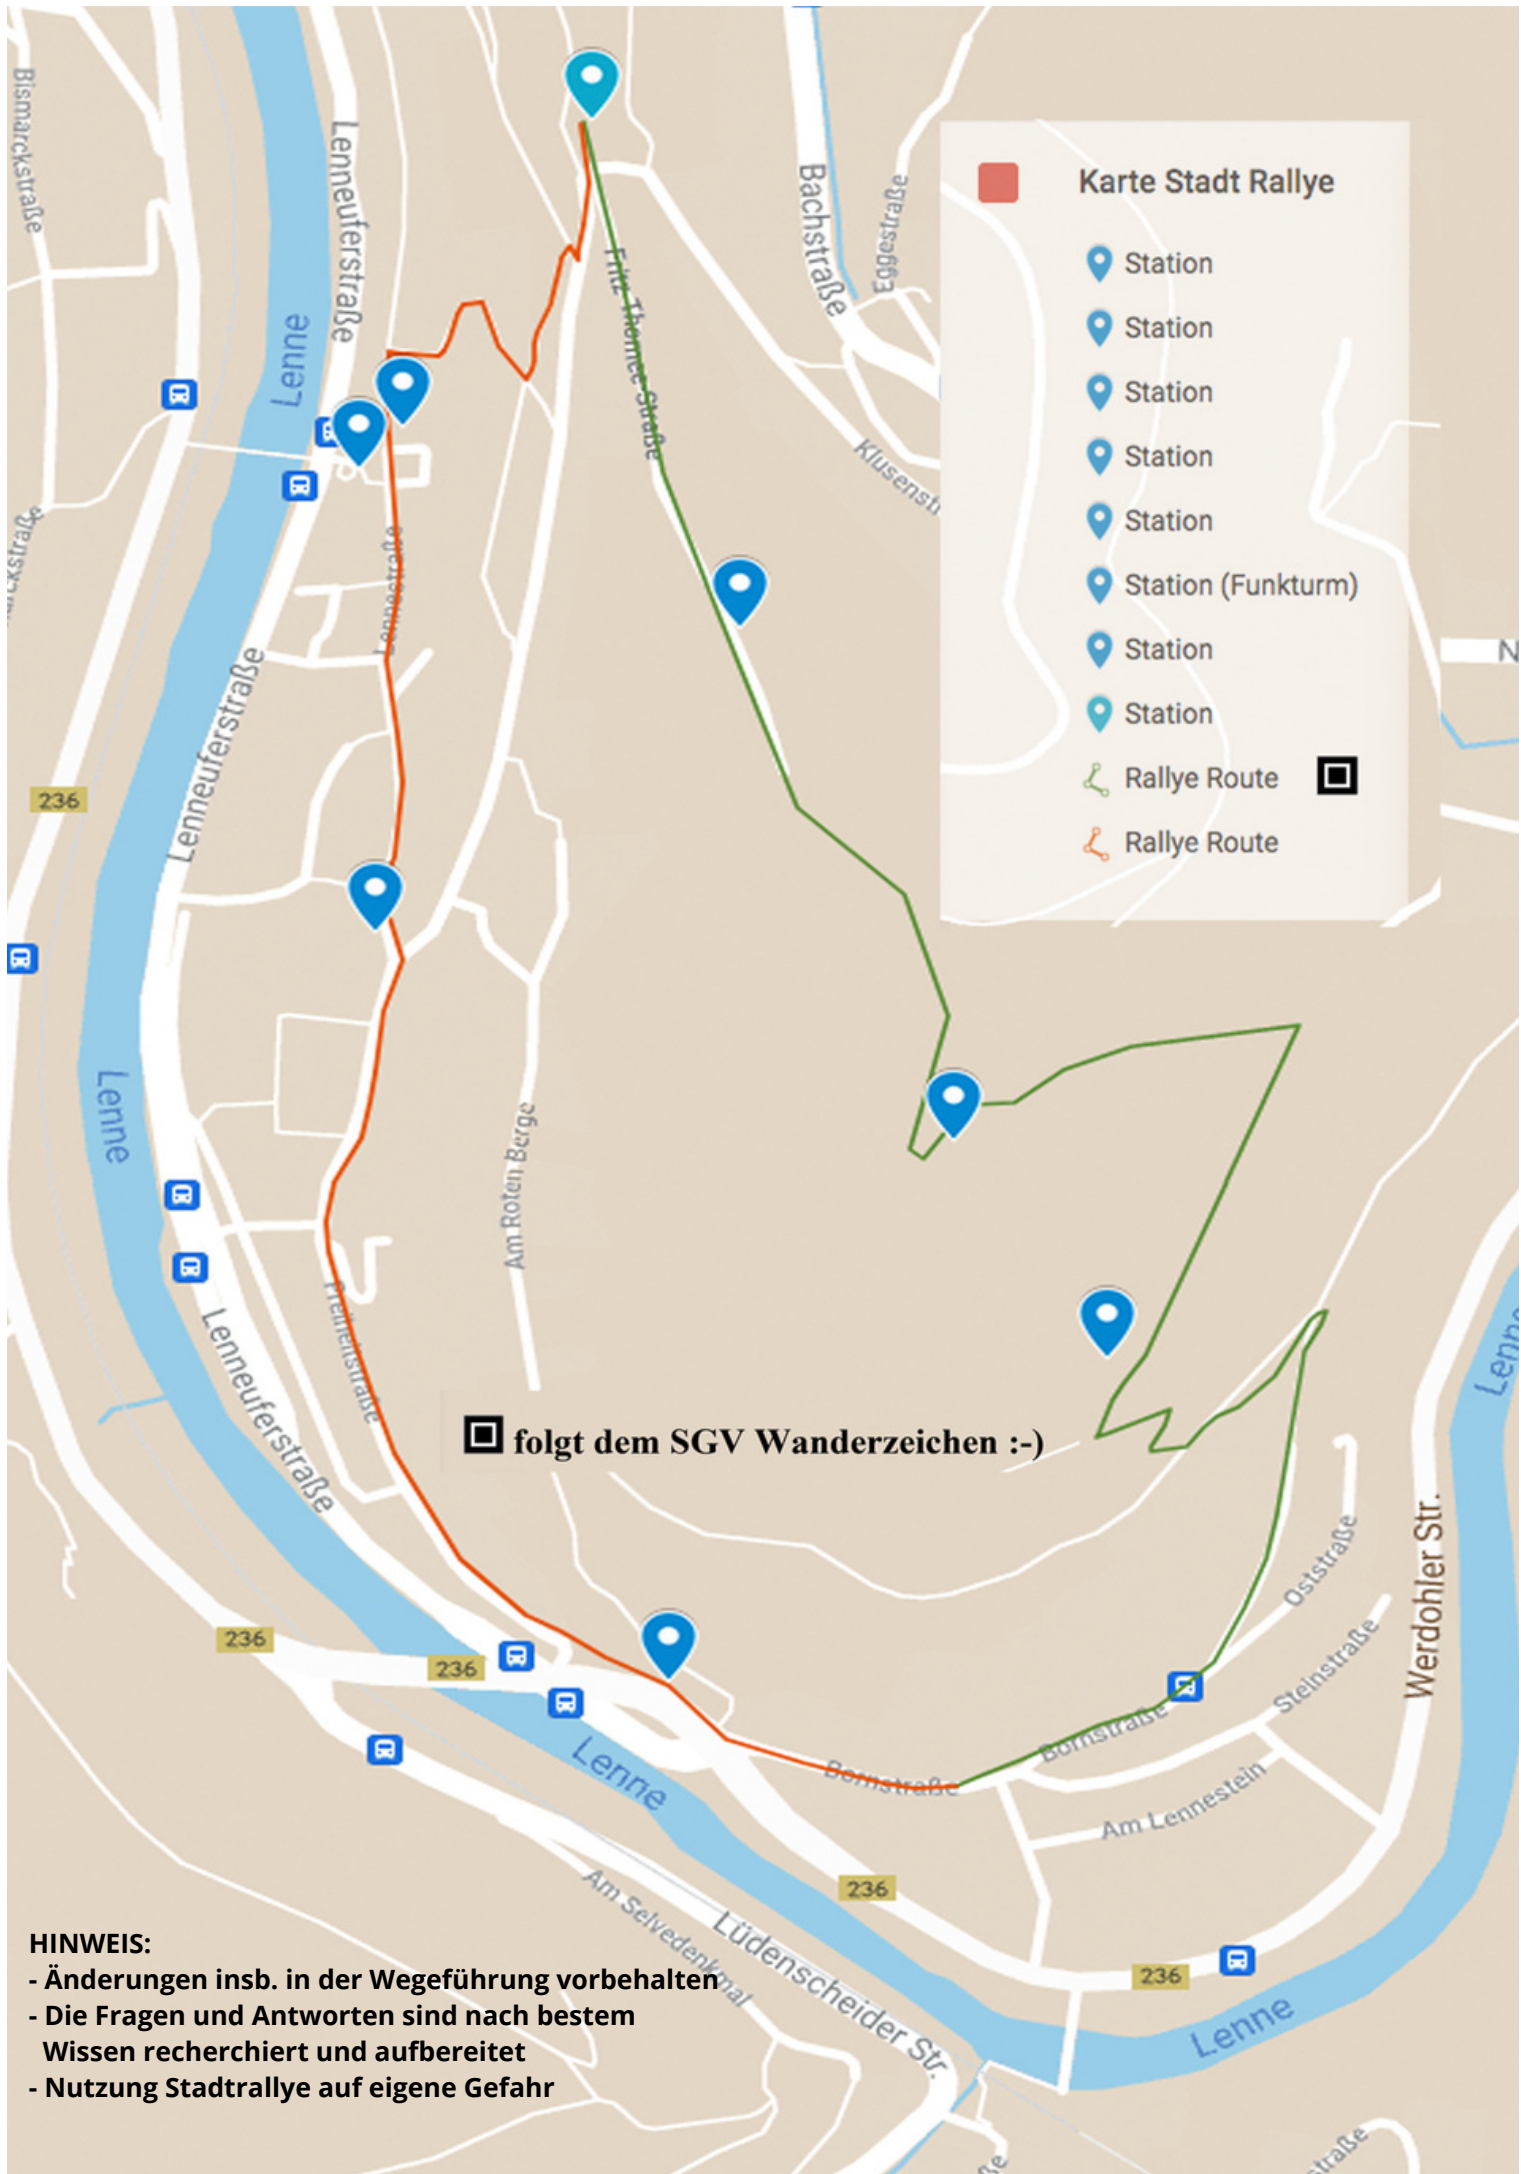 Bismarckstraße
Lenneuferstraße
Lenne
Bachstraße
Eggestraße
Karte Stadt Rallye
Station
Station
Station
Station
Station
Station (Funkturm)
Station
Station
Rallye Route
Rallye Route
Fritz-Thomee-Straße
Klusenstr
Lennestraße
N
Lenneuferstraße
236
Lenne
Am Roten Berge
Lenneuferstraße
Freiheitstraße
folgt dem SGV Wanderzeichen :-)
Lenne
Werdohler Str.
Oststraße
Steinstraße
236
236
Bornstraße
Bornstraße
Lenne
Am Lennestein
236
Am Selvedenkmal
Lüdenscheider Str.
236
Lenne
HINWEIS:
- Änderungen insb. in der Wegeführung vorbehalten
- Die Fragen und Antworten sind nach bestem
Wissen recherchiert und aufbereitet
- Nutzung Stadtrallye auf eigene Gefahr
straße